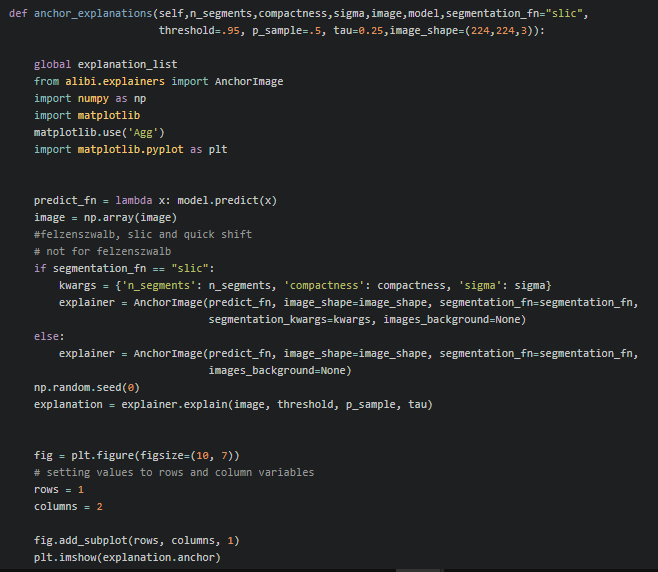 def anchor_explanations(self,n_segments,compactness,sigma,image,model,segmentation_fn="slic",
                        threshold=.95, p_sample=.5, tau=0.25,image_shape=(224,224,3)):
    global explanation_list
    from alibi.explainers import AnchorImage
    import numpy as np
    import matplotlib
    matplotlib.use('Agg')
    import matplotlib.pyplot as plt
    predict_fn = lambda x: model.predict(x)
    image = np.array(image)
    #felzenszwalb, slic and quick shift
    # not for felzenszwalb
    if segmentation_fn == "slic":
        kwargs = {'n_segments': n_segments, 'compactness': compactness, 'sigma': sigma}
        explainer = AnchorImage(predict_fn, image_shape=image_shape, segmentation_fn=segmentation_fn,
                                segmentation_kwargs=kwargs, images_background=None)
    else:
        explainer = AnchorImage(predict_fn, image_shape=image_shape, segmentation_fn=segmentation_fn,
                                images_background=None)
    np.random.seed(0)
    explanation = explainer.explain(image, threshold, p_sample, tau)
    fig = plt.figure(figsize=(10, 7))
    # setting values to rows and column variables
    rows = 1
    columns = 2
    fig.add_subplot(rows, columns, 1)
    plt.imshow(explanation.anchor)